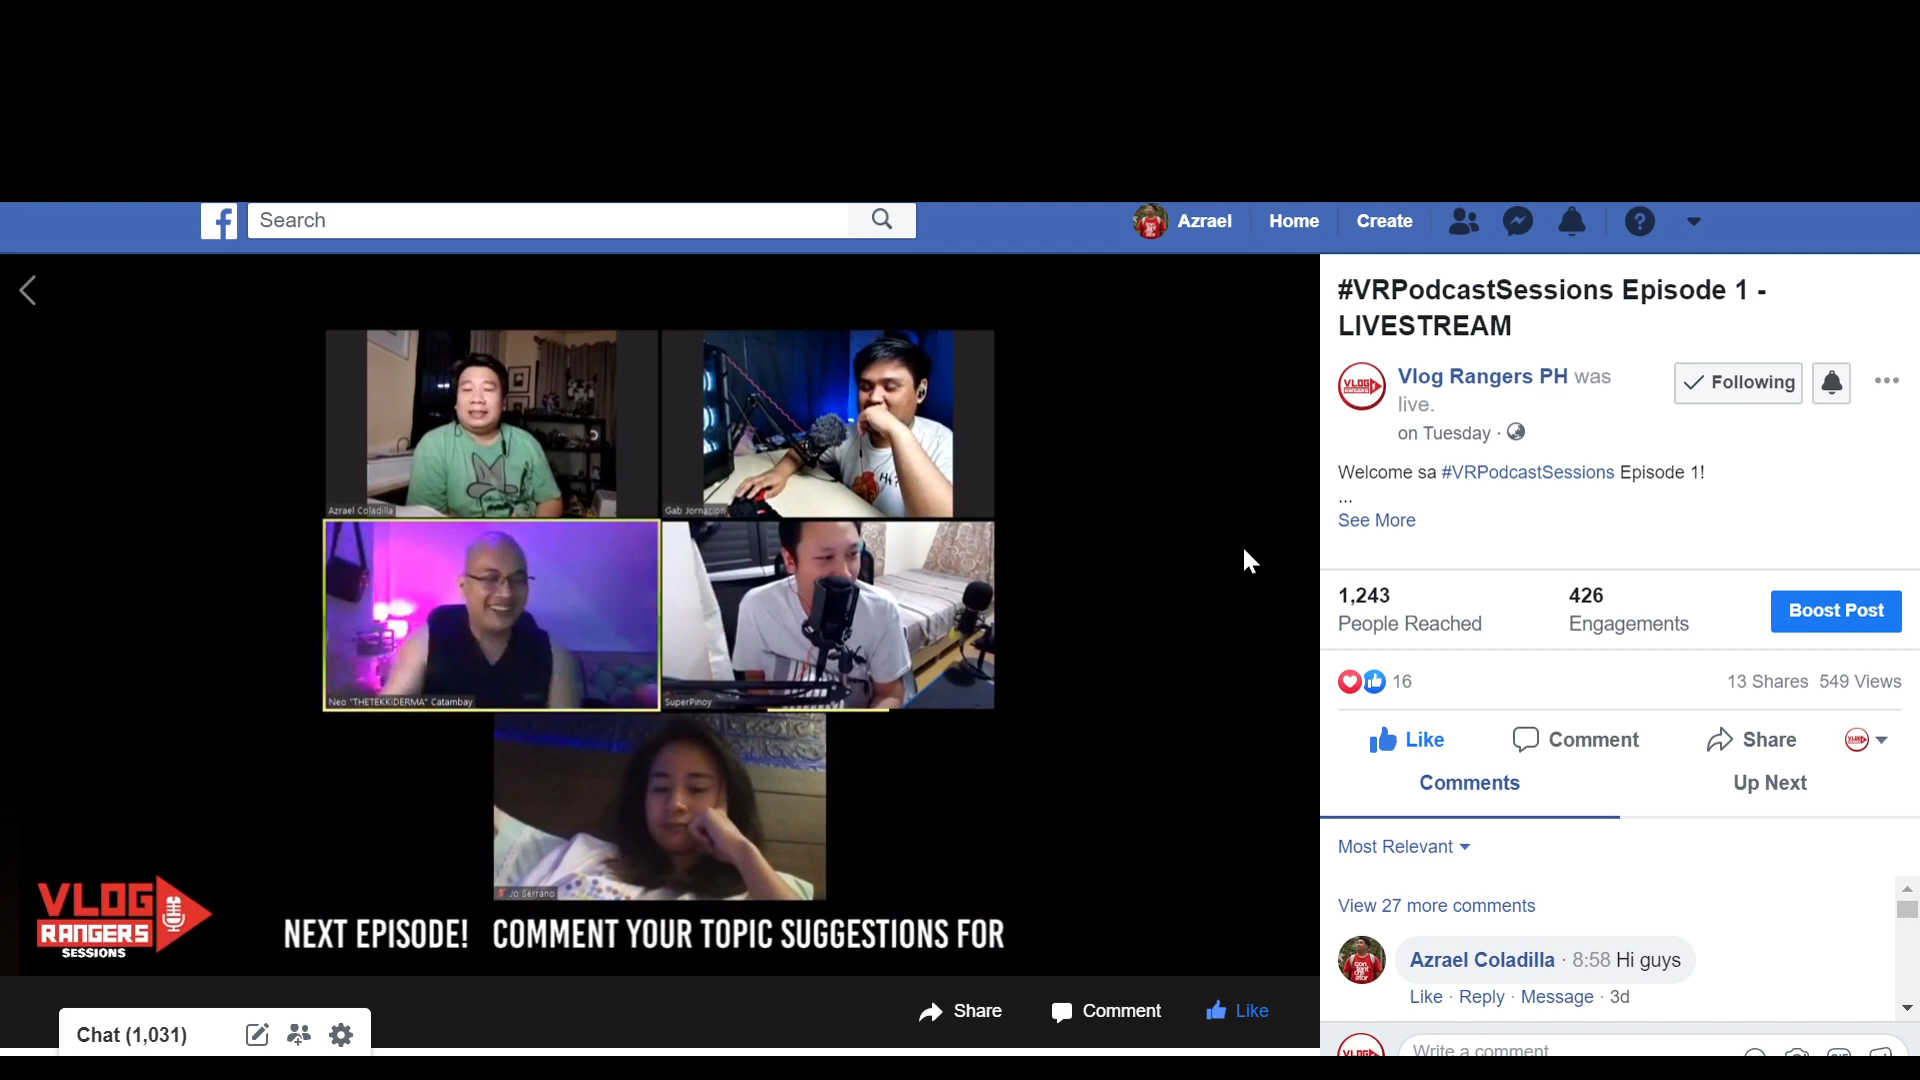 Search
Azrael
Home
Create
#VRPodcastSessions Episode 1 -
LIVESTREAM
Vlog Rangers PH was
live.
on Tuesday ·
Following
Welcome sa #VRPodcastSessions Episode 1!
...
See More
1,243
People Reached
426
Engagements
Boost Post
16
13 Shares 549 Views
Like
Comment
Share
Comments
Up Next
Most Relevant
View 27 more comments
Azrael Coladilla · 8:58 Hi guys
Like · Reply · Message · 3d
Write a comment
Azrael Coladilla
Gab Jornacion
Neo "THETEKKIDERMA" Catambay
SuperPinoy
Jo Serrano
VLOG
RANGERS
SESSIONS
NEXT EPISODE! COMMENT YOUR TOPIC SUGGESTIONS FOR
Share
Comment
Like
Chat (1,031)